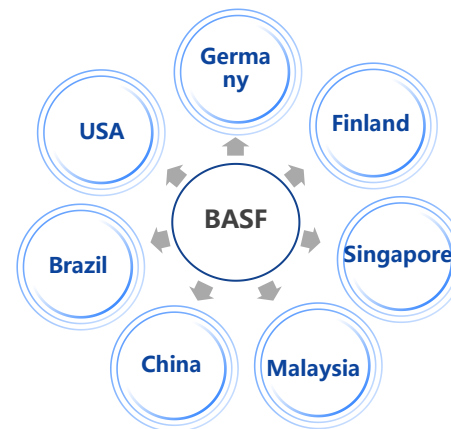 Germa
ny
USA
Finland
BASF
Brazil
Singapore
China
Malaysia